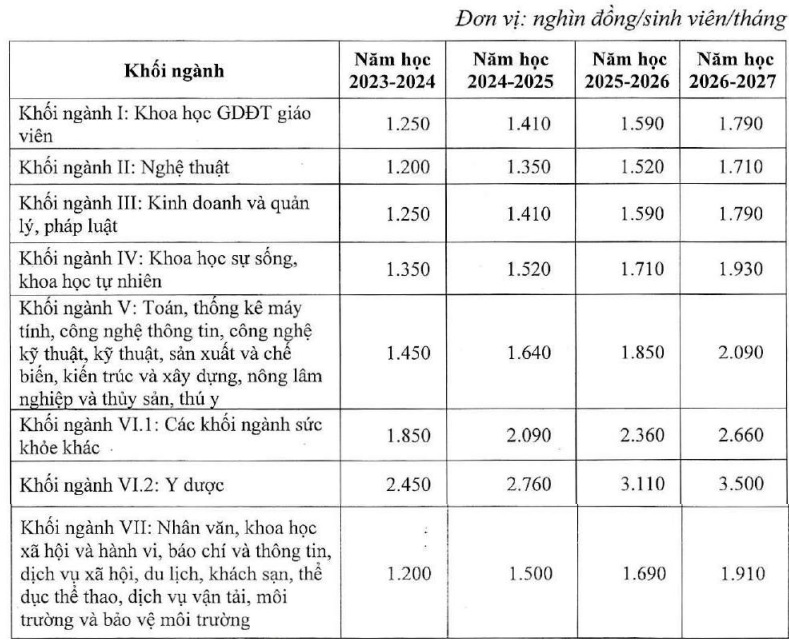 Đơn vị: nghìn đồng/sinh viên/tháng
Khối ngành
Năm học
2023-2024
Năm học
2024-2025
Năm học
2025-2026
Năm học
2026-2027
Khối ngành I: Khoa học GDĐT giáo
viên
1.250
1.410
1.590
1.790
Khối ngành II: Nghệ thuật
1.200
1.350
1.520
1.710
Khối ngành III: Kinh doanh và quản
lý, pháp luật
1.250
1.410
1.590
1.790
Khối ngành IV: Khoa học sự sống,
khoa học tự nhiên
1.350
1.520
1.710
1.930
Khối ngành V: Toán, thống kê máy
tính, công nghệ thông tin, công nghệ
kỹ thuật, kỹ thuật, sản xuất và chế
biến, kiến trúc và xây dựng, nông lâm
nghiệp và thủy sản, thú y
1.450
1.640
1.850
2.090
Khối ngành VI.1: Các khối ngành sức
khỏe khác
1.850
2.090
2.360
2.660
Khối ngành VI.2: Y dược
2.450
2.760
3.110
3.500
Khối ngành VII: Nhân văn, khoa học
xã hội và hành vi, báo chí và thông tin,
dịch vụ xã hội, du lịch, khách sạn, thể
dục thể thao, dịch vụ vận tải, môi
trường và bảo vệ môi trường
1.200
1.500
1.690
1.910